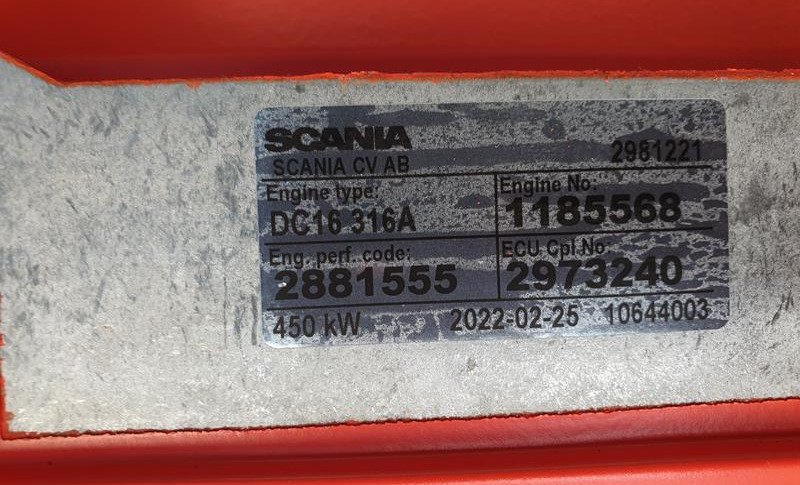 SCANIA
SCANIA CV AB 2981221
Engine type: Engine No:
DC16 316A 1185568
Eng. perf. code: ECU Cpl.No:
2881555 2973240
450 kW 2022-02-25 10644003